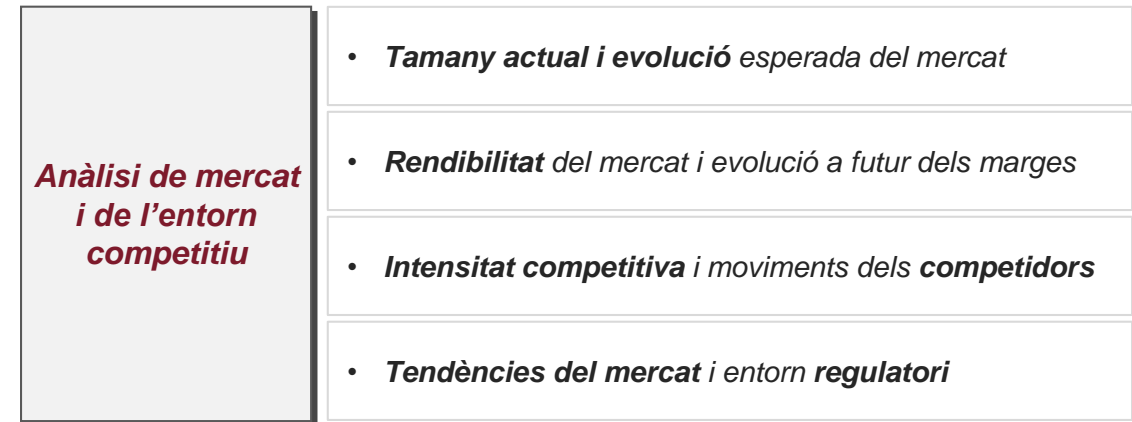 Anàlisi de mercat
i de l’entorn
competitiu
• Tamany actual i evolució esperada del mercat
• Rendibilitat del mercat i evolució a futur dels marges
• Intensitat competitiva i moviments dels competidors
• Tendències del mercat i entorn regulatori